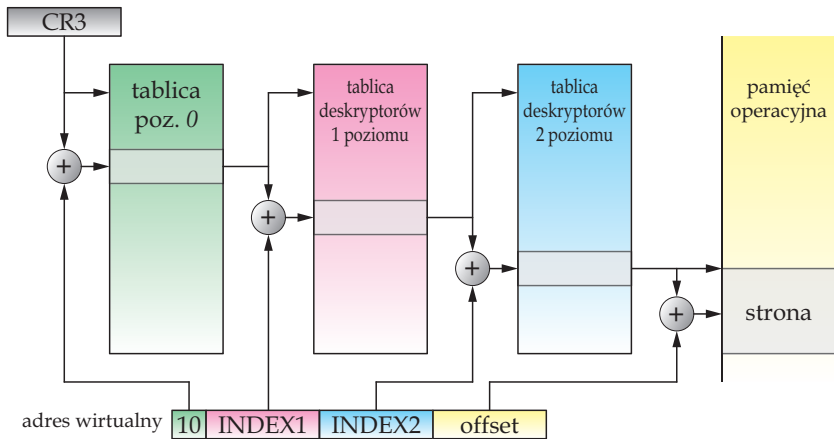 CR3
tablica
poz. 0
tablica
deskryptorów
1 poziomu
tablica
deskryptorów
2 poziomu
pamięć
operacyjna
+
+
+
+
strona
adres wirtualny
10
INDEX1
INDEX2
offset